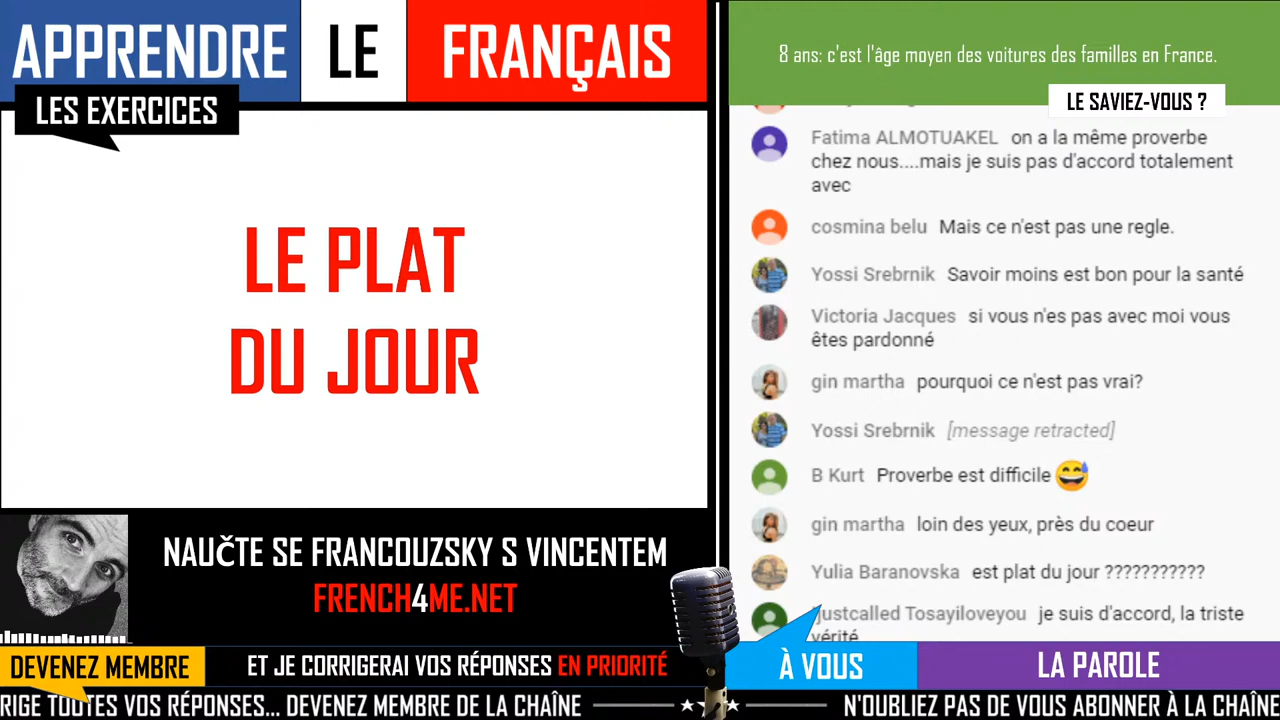 APPRENDRE LE FRANÇAIS
LES EXERCICES
LE PLAT
DU JOUR
NAUČTE SE FRANCOUZSKY S VINCENTEM
FRENCH4ME.NET
DEVENEZ MEMBRE
ET JE CORRIGERAI VOS RÉPONSES EN PRIORITÉ
8 ans: c'est l'âge moyen des voitures des familles en France.
LE SAVIEZ-VOUS ?
Fatima ALMOTUAKEL on a la même proverbe
chez nous....mais je suis pas d'accord totalement
avec
cosmina belu Mais ce n'est pas une regle.
Yossi Srebrnik Savoir moins est bon pour la santé
Victoria Jacques si vous n'es pas avec moi vous
êtes pardonné
gin martha pourquoi ce n'est pas vrai?
Yossi Srebrnik [message retracted]
B Kurt Proverbe est difficile 😅
gin martha loin des yeux, près du coeur
Yulia Baranovska est plat du jour ???????????
justcalled Tosayiloveyou je suis d'accord, la triste
vérité
À VOUS LA PAROLE
RIGE TOUTES VOS RÉPONSES... DEVENEZ MEMBRE DE LA CHAÎNE
N'OUBLIEZ PAS DE VOUS ABONNER À LA CHAÎNE